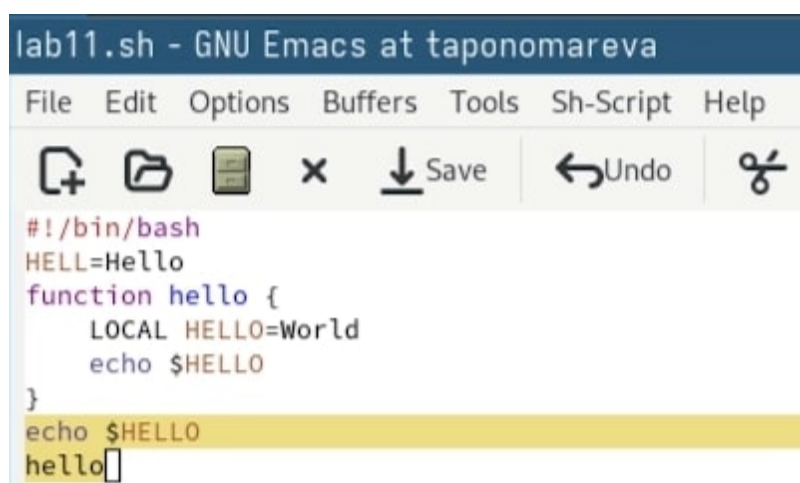 lab11.sh - GNU Emacs at taponomareva
File Edit Options Buffers Tools Sh-Script Help
Save Undo
#!/bin/bash
HELL=Hello
function hello {
    LOCAL HELLO=World
    echo $HELLO
}
echo $HELLO
hello